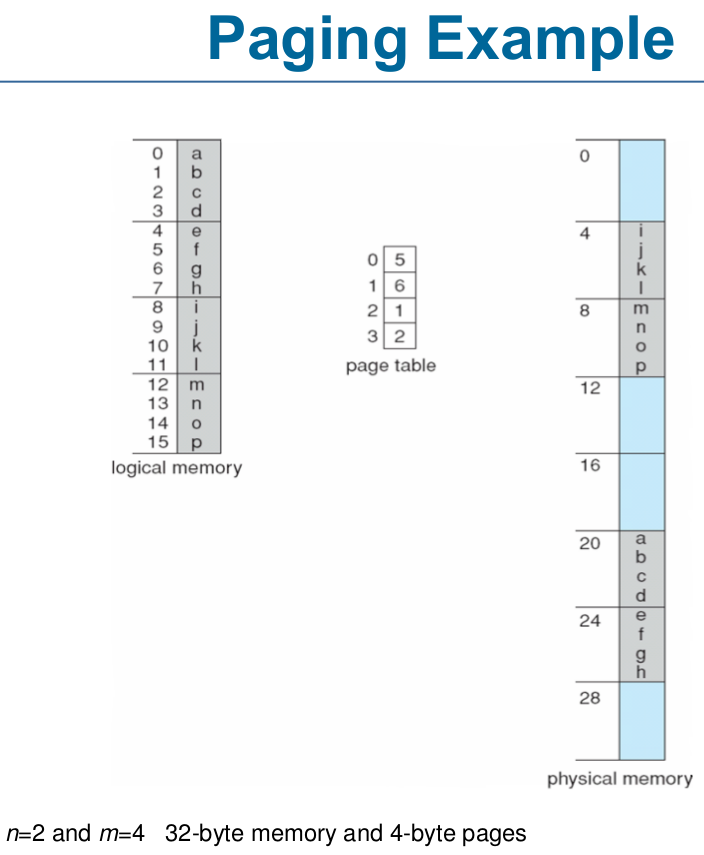 Paging Example
0 a
1 b
2 c
3 d
4 e
5 f
6 g
7 h
8 i
9 j
10 k
11 l
12 m
13 n
14 o
15 p
logical memory
0 5
1 6
2 1
3 2
page table
0
4 i
j
k
l
8 m
n
o
p
12
16
20 a
b
c
d
24 e
f
g
h
28
physical memory
n=2 and m=4 32-byte memory and 4-byte pages